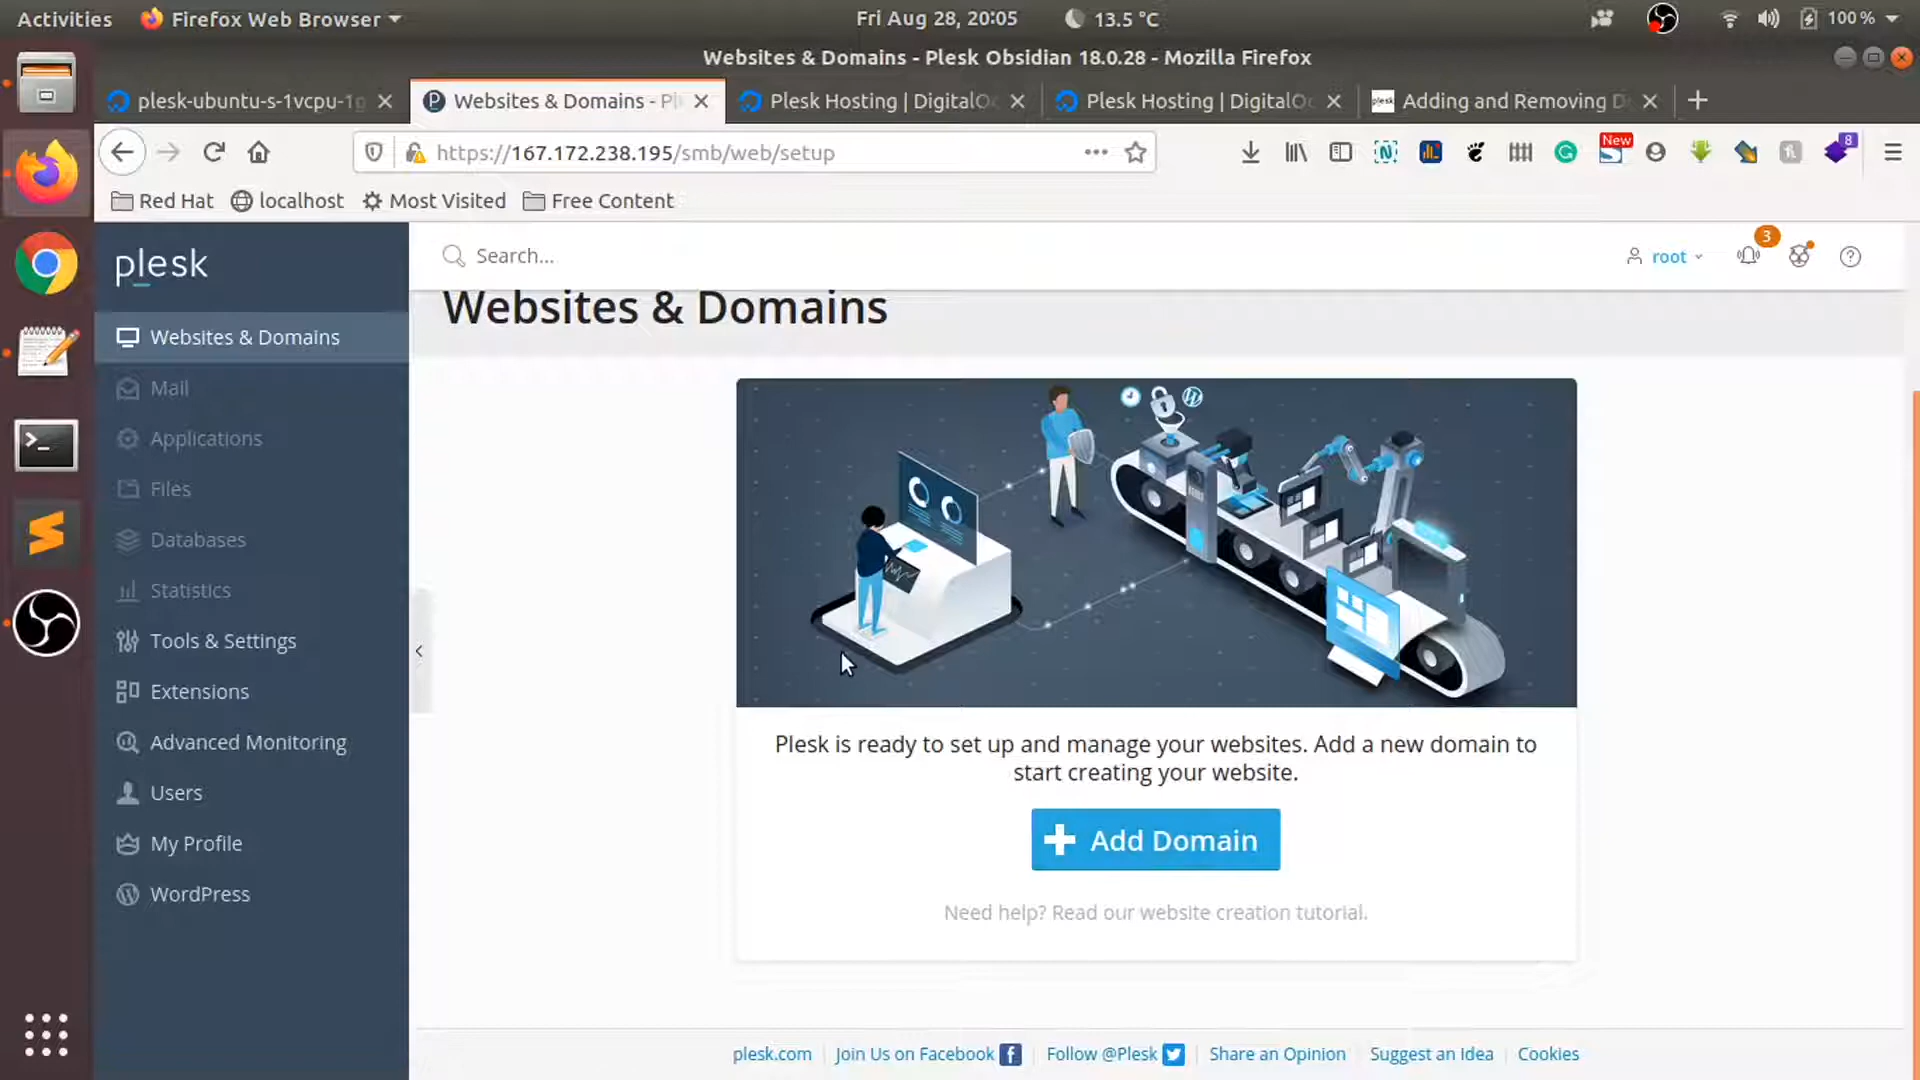 Activities
Firefox Web Browser
Fri Aug 28, 20:05
13.5 °C
100 %
Websites & Domains - Plesk Obsidian 18.0.28 - Mozilla Firefox
plesk-ubuntu-s-1vcpu-1g
Websites & Domains - Pl
Plesk Hosting | DigitalOc
Plesk Hosting | DigitalOc
Adding and Removing D
https://167.172.238.195/smb/web/setup
New
8
Red Hat
localhost
Most Visited
Free Content
plesk
Search...
root
3
Websites & Domains
Websites & Domains
Mail
Applications
Files
Databases
Statistics
Tools & Settings
Extensions
Advanced Monitoring
Users
My Profile
WordPress
Plesk is ready to set up and manage your websites. Add a new domain to
start creating your website.
Add Domain
Need help? Read our website creation tutorial.
plesk.com
Join Us on Facebook
Follow @Plesk
Share an Opinion
Suggest an Idea
Cookies